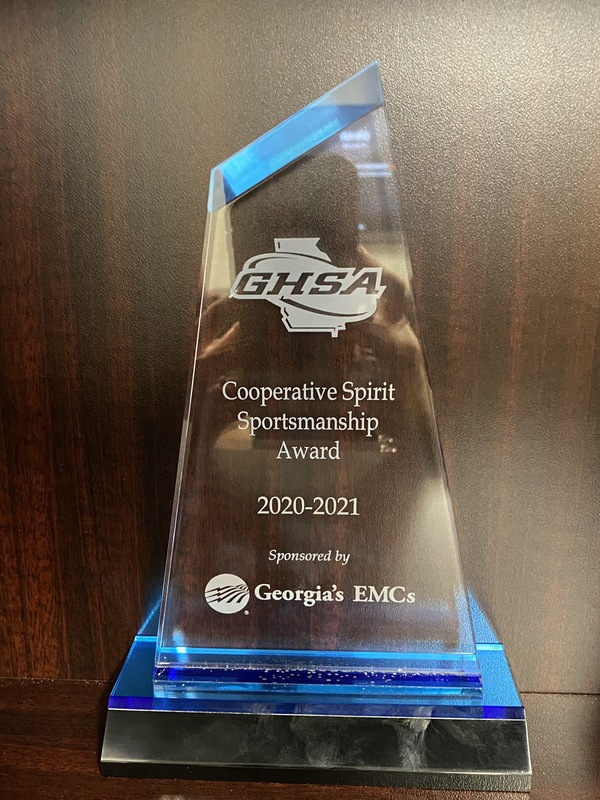 GHSA
Cooperative Spirit
Sportsmanship
Award
2020-2021
Sponsored by
Georgia's EMCs